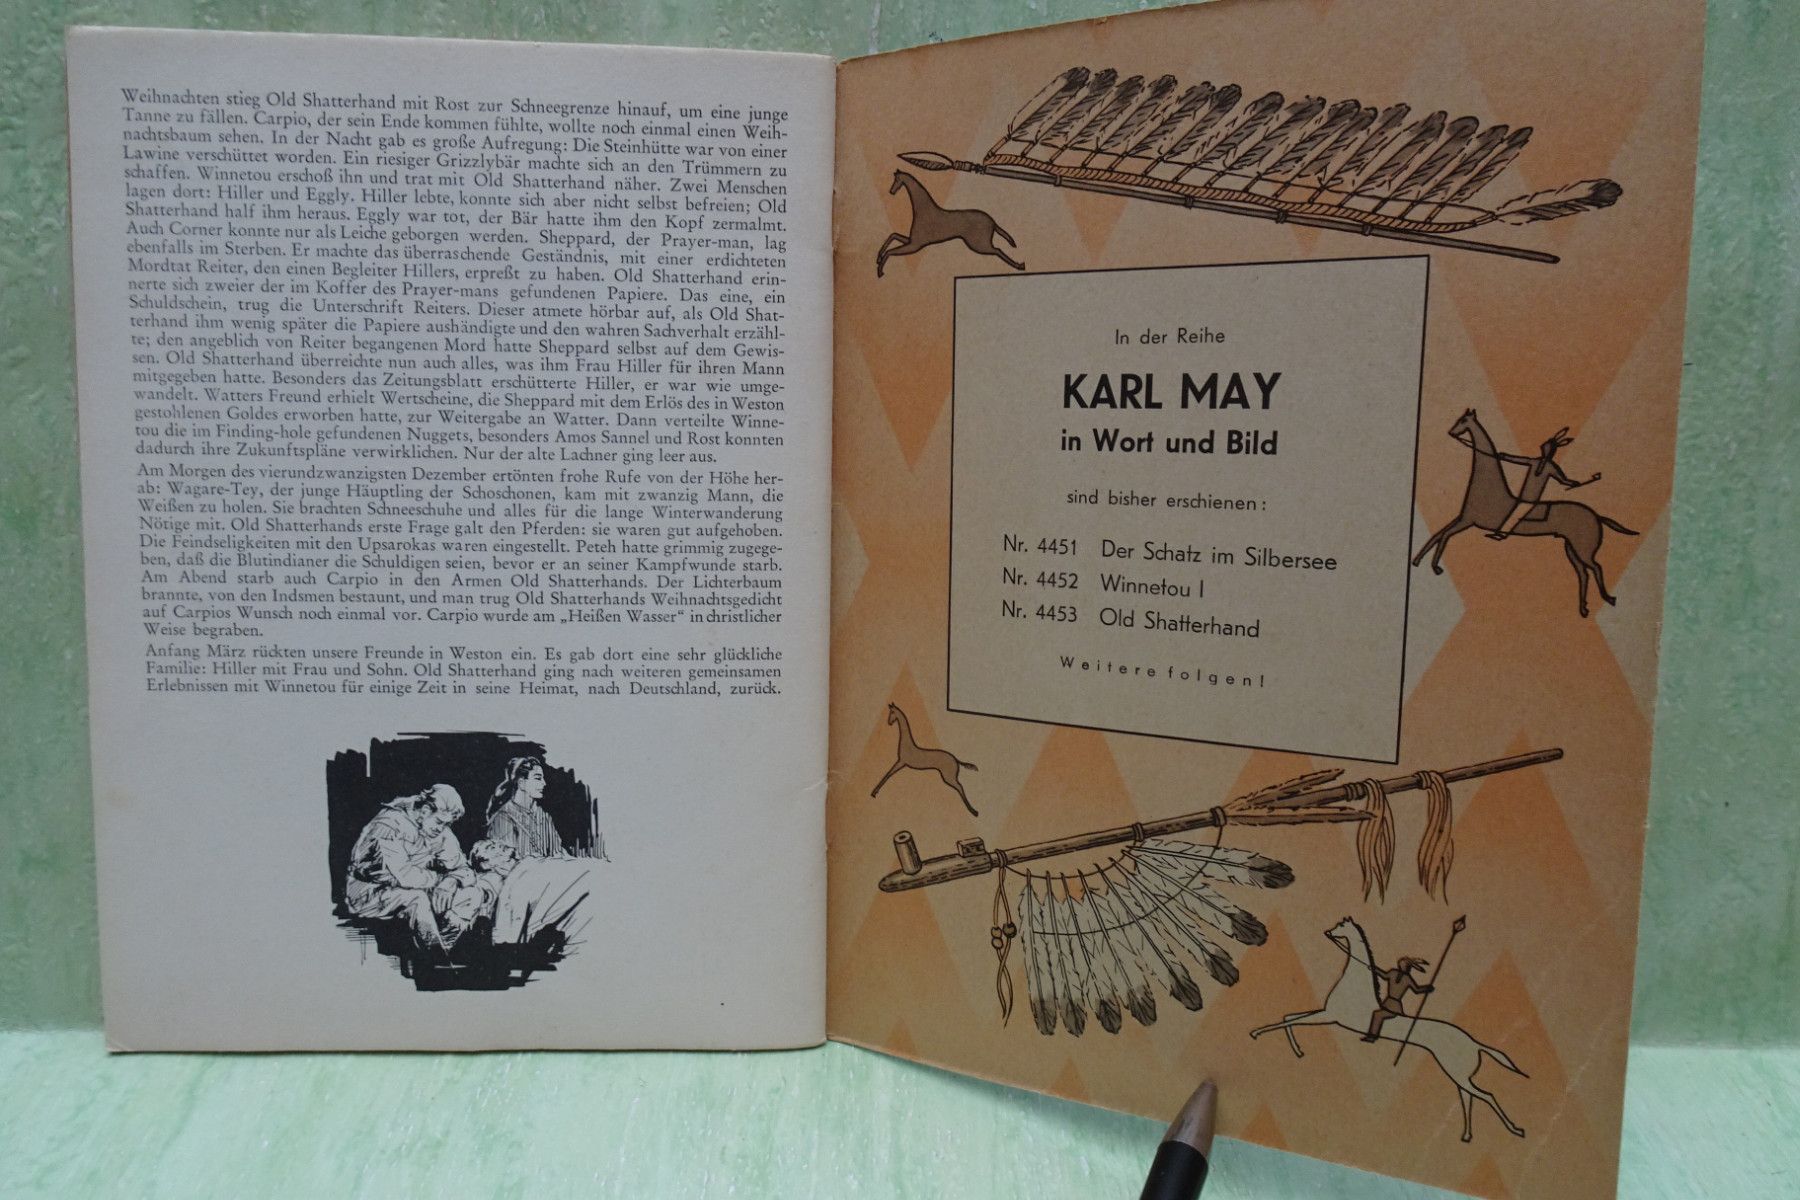 Weihnachten stieg Old Shatterhand mit Rost zur Schneegrenze hinauf, um eine junge
Tanne zu fällen. Carpio, der sein Ende kommen fühlte, wollte noch einmal einen Weih-
nachtsbaum sehen. In der Nacht gab es große Aufregung: Die Steinhütte war von einer
Lawine verschüttet worden. Ein riesiger Grizzlybär machte sich an den Trümmern zu
schaffen. Winnetou erschoß ihn und trat mit Old Shatterhand näher. Zwei Menschen
lagen dort: Hiller und Eggly. Hiller lebte, konnte sich aber nicht selbst befreien; Old
Shatterhand half ihm heraus. Eggly war tot, der Bär hatte ihm den Kopf zermalmt.
Auch Corner konnte nur als Leiche geborgen werden. Sheppard, der Prayer-man, lag
ebenfalls im Sterben. Er machte das überraschende Geständnis, mit einer erdichteten
Mordtat Reiter, den einen Begleiter Hillers, erpreßt zu haben. Old Shatterhand erin-
nerte sich zweier der im Koffer des Prayer-mans gefundenen Papiere. Das eine, ein
Schuldschein, trug die Unterschrift Reiters. Dieser atmete hörbar auf, als Old Shat-
terhand ihm wenig später die Papiere aushändigte und den wahren Sachverhalt erzähl-
te; den angeblich von Reiter begangenen Mord hatte Sheppard selbst auf dem Gewis-
sen. Old Shatterhand überreichte nun auch alles, was ihm Frau Hiller für ihren Mann
mitgegeben hatte. Besonders das Zeitungsblatt erschütterte Hiller, er war wie umge-
wandelt. Watters Freund erhielt Wertscheine, die Sheppard mit dem Erlös des in Weston
gestohlenen Goldes erworben hatte, zur Weitergabe an Watter. Dann verteilte Winne-
tou die im Finding-hole gefundenen Nuggets, besonders Amos Sannel und Rost konnten
dadurch ihre Zukunftspläne verwirklichen. Nur der alte Lachner ging leer aus.
Am Morgen des vierundzwanzigsten Dezember ertönten frohe Rufe von der Höhe her-
ab: Wagare-Tey, der junge Häuptling der Schoschonen, kam mit zwanzig Mann, die
Weißen zu holen. Sie brachten Schneeschuhe und alles für die lange Winterwanderung
Nötige mit. Old Shatterhands erste Frage galt den Pferden: sie waren gut aufgehoben.
Die Feindseligkeiten mit den Upsarokas waren eingestellt. Peteh hatte grimmig zugege-
ben, daß die Blutindianer die Schuldigen seien, bevor er an seiner Kampfwunde starb.
Am Abend starb auch Carpio in den Armen Old Shatterhands. Der Lichterbaum
brannte, von den Indsmen bestaunt, und man trug Old Shatterhands Weihnachtsgedicht
auf Carpios Wunsch noch einmal vor. Carpio wurde am „Heißen Wasser“ in christlicher
Weise begraben.
Anfang März rückten unsere Freunde in Weston ein. Es gab dort eine sehr glückliche
Familie: Hiller mit Frau und Sohn. Old Shatterhand ging nach weiteren gemeinsamen
Erlebnissen mit Winnetou für einige Zeit in seine Heimat, nach Deutschland, zurück.
In der Reihe
KARL MAY
in Wort und Bild
sind bisher erschienen:
Nr. 4451 Der Schatz im Silbersee
Nr. 4452 Winnetou I
Nr. 4453 Old Shatterhand
Weitere folgen!